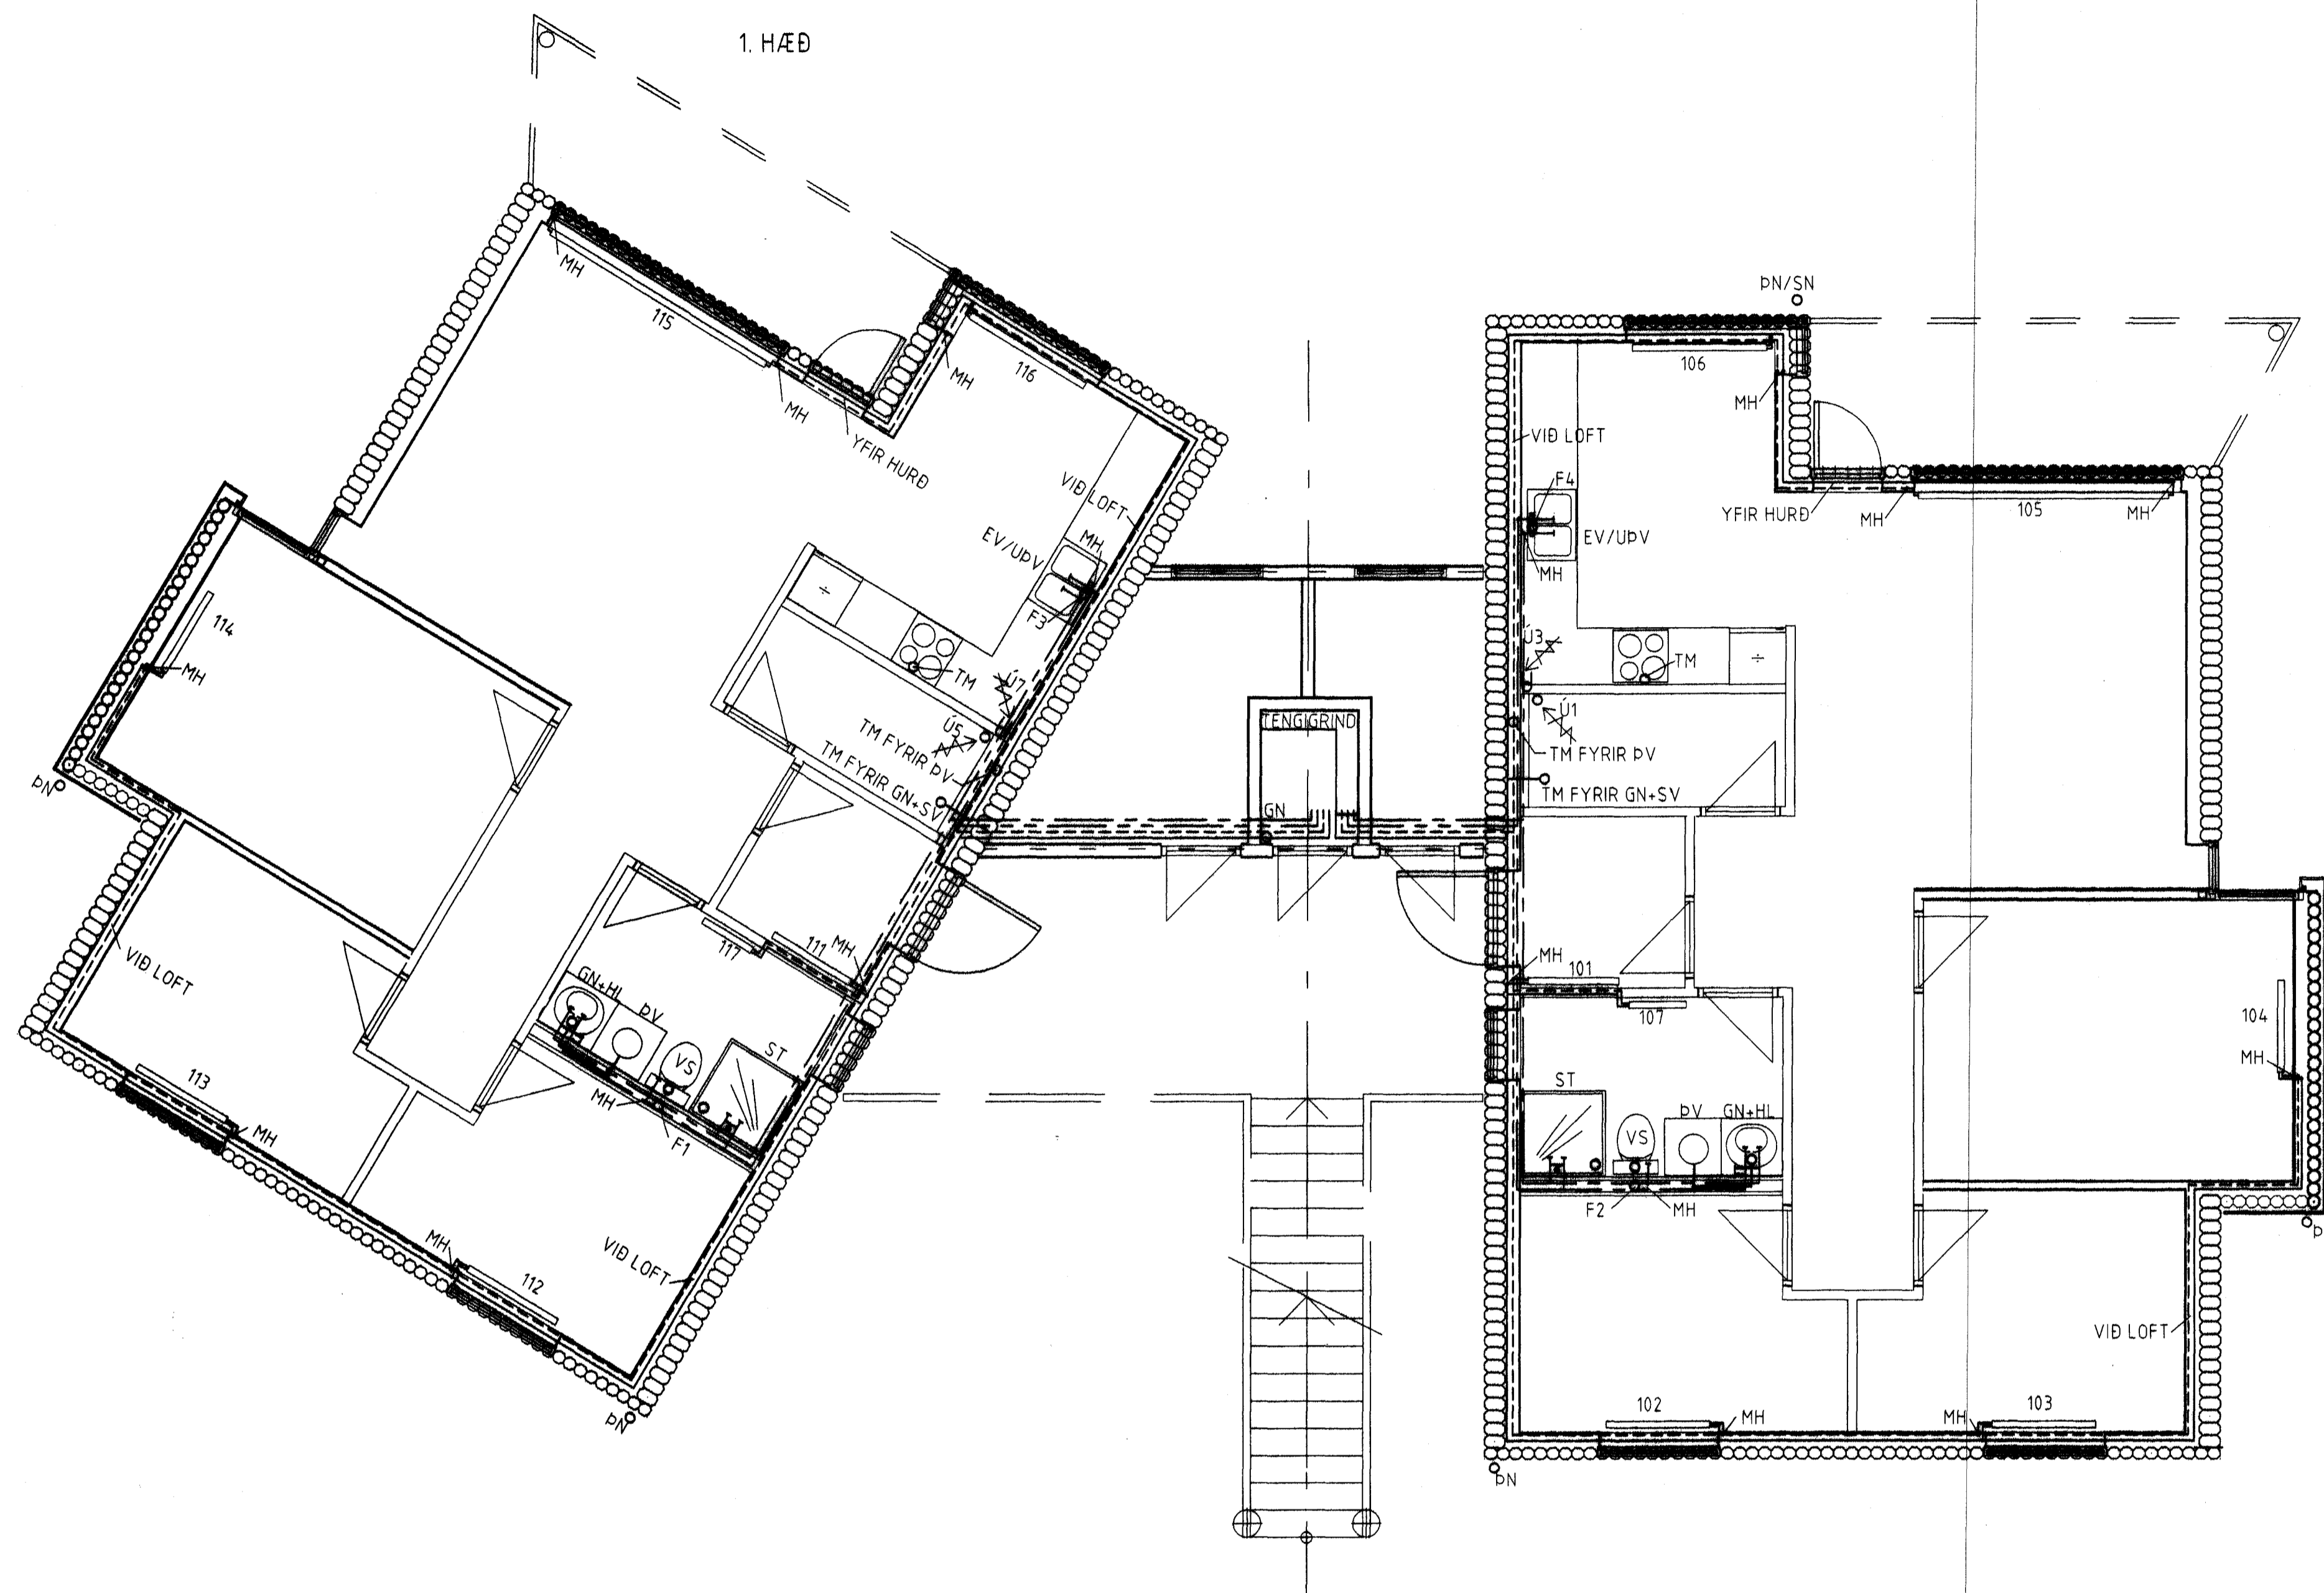 1. HÆÐ
MH
115
MH
YFIR HURÐ
MH
116
VIÐ LOFT
MH
EV/UÞV
F3
TM
Ú7
Ú5
TM FYRIR ÞV
TM FYRIR GN+SV
114
MH
ÞN
VIÐ LOFT
117
111
MH
GN+HL
ÞV
VS
ST
MH
F1
113
MH
MH
112
VIÐ LOFT
ÞN
TENGIGRIND
GN
ÞN/SN
106
MH
VIÐ LOFT
F4
EV/UÞV
MH
YFIR HURÐ
MH
105
MH
Ú3
TM
Ú1
TM FYRIR ÞV
TM FYRIR GN+SV
MH
101
107
104
MH
ST
VS
ÞV
GN+HL
F2
MH
Þ
VIÐ LOFT
102
MH
MH
103
ÞN